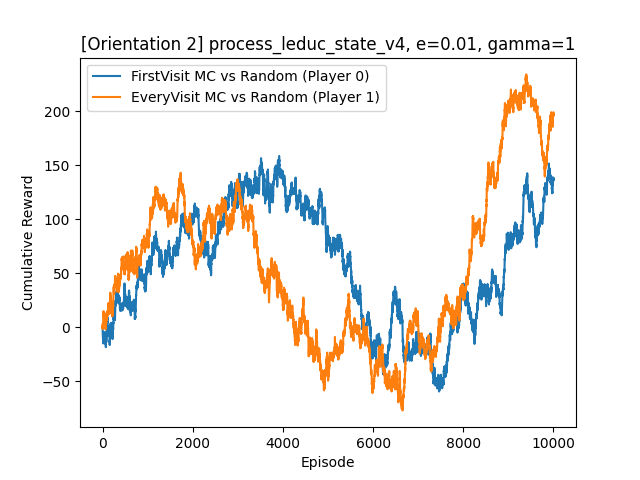 [Orientation 2] process_leduc_state_v4, e=0.01, gamma=1
FirstVisit MC vs Random (Player 0)
EveryVisit MC vs Random (Player 1)
200
150
100
50
0
−50
Cumulative Reward
0 2000 4000 6000 8000 10000
Episode